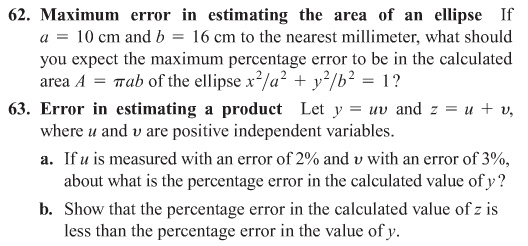 62. Maximum error in estimating the area of an ellipse If
a = 10 cm and b = 16 cm to the nearest millimeter, what should
you expect the maximum percentage error to be in the calculated
area A = πab of the ellipse x²/a² + y²/b² = 1?
63. Error in estimating a product Let y = uv and z = u + v,
where u and v are positive independent variables.
a. If u is measured with an error of 2% and v with an error of 3%,
about what is the percentage error in the calculated value of y?
b. Show that the percentage error in the calculated value of z is
less than the percentage error in the value of y.